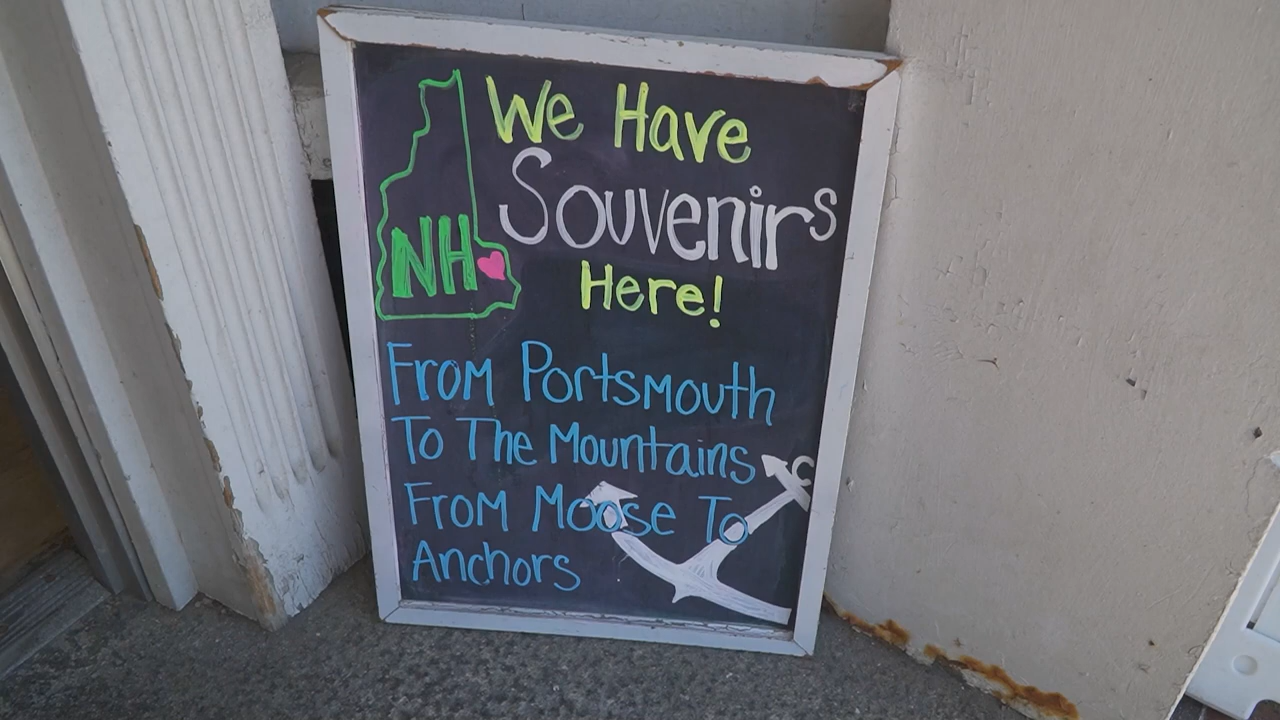 We Have
Souvenirs
Here!
NH
From Portsmouth
To The Mountains
From Moose To
Anchors